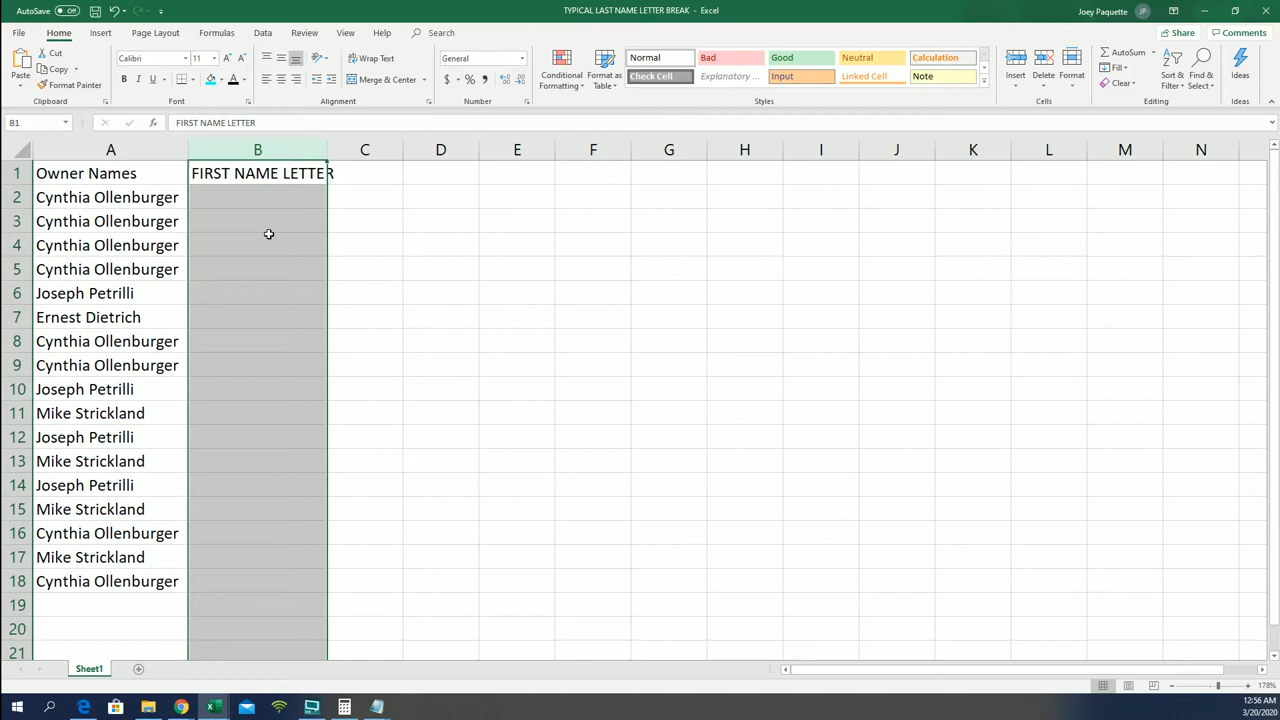 AutoSave Off TYPICAL LAST NAME LETTER BREAK - Excel Joey Paquette JF
File Home Insert Page Layout Formulas Data Review View Help Search Share Comments
Paste Cut Copy Format Painter Clipboard
Calibri 11 A A B I U A Font
ab Wrap Text Merge & Center Alignment
General $ % , Number
Conditional Formatting Format as Table
Normal Bad Good Neutral Calculation
Check Cell Explanatory ... Input Linked Cell Note
Styles
Insert Delete Format Cells
AutoSum Fill Clear Sort & Filter Find & Select Editing
Ideas Ideas
B1 fx FIRST NAME LETTER
A B C D E F G H I J K L M N
1 Owner Names FIRST NAME LETTER
2 Cynthia Ollenburger
3 Cynthia Ollenburger
4 Cynthia Ollenburger
5 Cynthia Ollenburger
6 Joseph Petrilli
7 Ernest Dietrich
8 Cynthia Ollenburger
9 Cynthia Ollenburger
10 Joseph Petrilli
11 Mike Strickland
12 Joseph Petrilli
13 Mike Strickland
14 Joseph Petrilli
15 Mike Strickland
16 Cynthia Ollenburger
17 Mike Strickland
18 Cynthia Ollenburger
19
20
21
Sheet1
178%
12:56 AM
3/20/2020